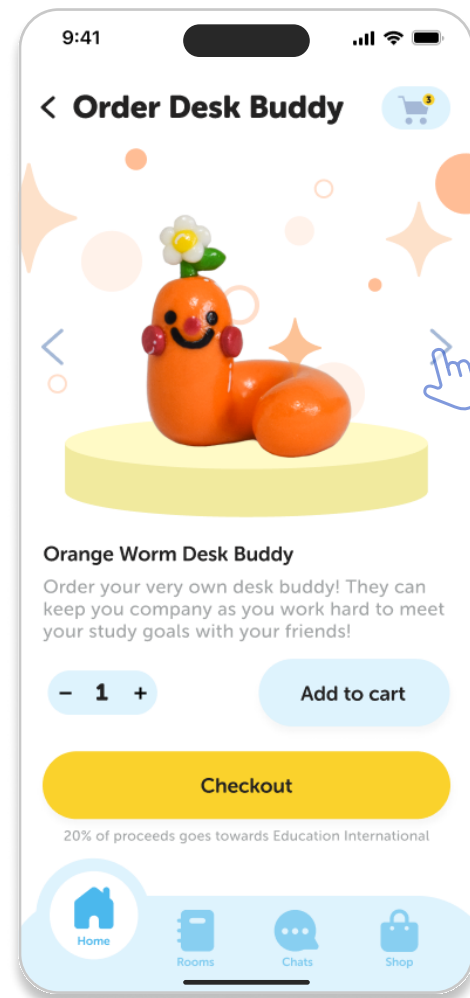 9:41
Order Desk Buddy
3
Orange Worm Desk Buddy
Order your very own desk buddy! They can
keep you company as you work hard to meet
your study goals with your friends!
− 1 +
Add to cart
Checkout
20% of proceeds goes towards Education International
Home
Rooms
Chats
Shop